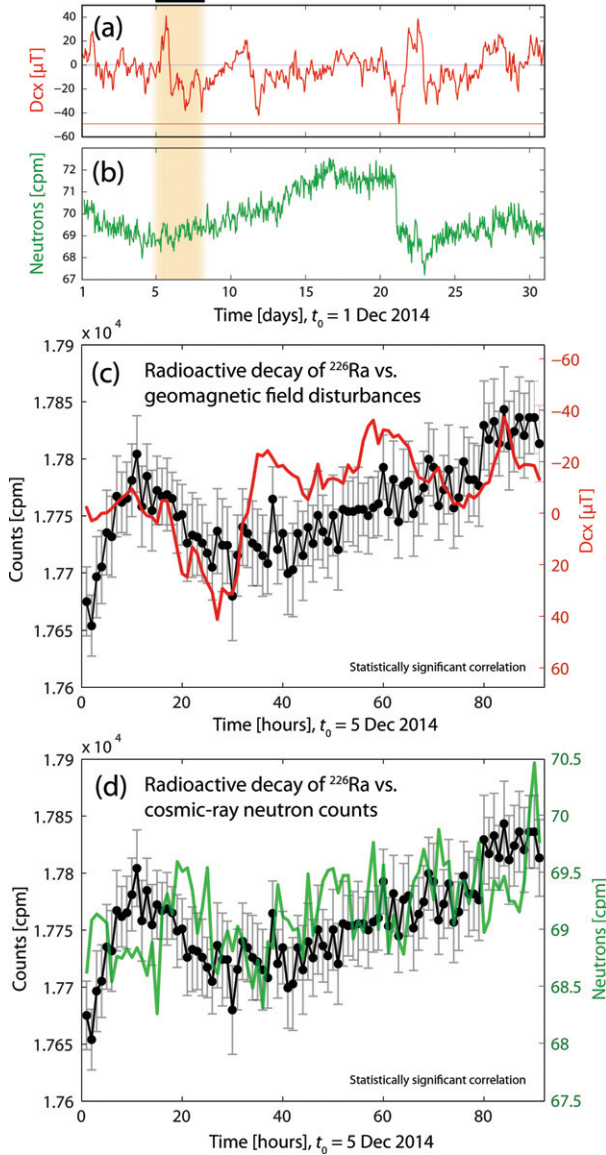 (a)
Dcx [μT]
40
20
0
−20
−40
−60
(b)
Neutrons [cpm]
72
71
70
69
68
67
1 5 10 15 20 25 30
Time [days], t0 = 1 Dec 2014
x 10⁴
(c) Radioactive decay of ²²⁶Ra vs.
geomagnetic field disturbances
Counts [cpm]
1.79
1.785
1.78
1.775
1.77
1.765
1.76
-60
-40
-20
0
20
40
60
Dcx [μT]
Statistically significant correlation
0 20 40 60 80
Time [hours], t0 = 5 Dec 2014
x 10⁴
(d) Radioactive decay of ²²⁶Ra vs.
cosmic-ray neutron counts
Counts [cpm]
1.79
1.785
1.78
1.775
1.77
1.765
1.76
70.5
70
69.5
69
68.5
68
67.5
Neutrons [cpm]
Statistically significant correlation
0 20 40 60 80
Time [hours], t0 = 5 Dec 2014